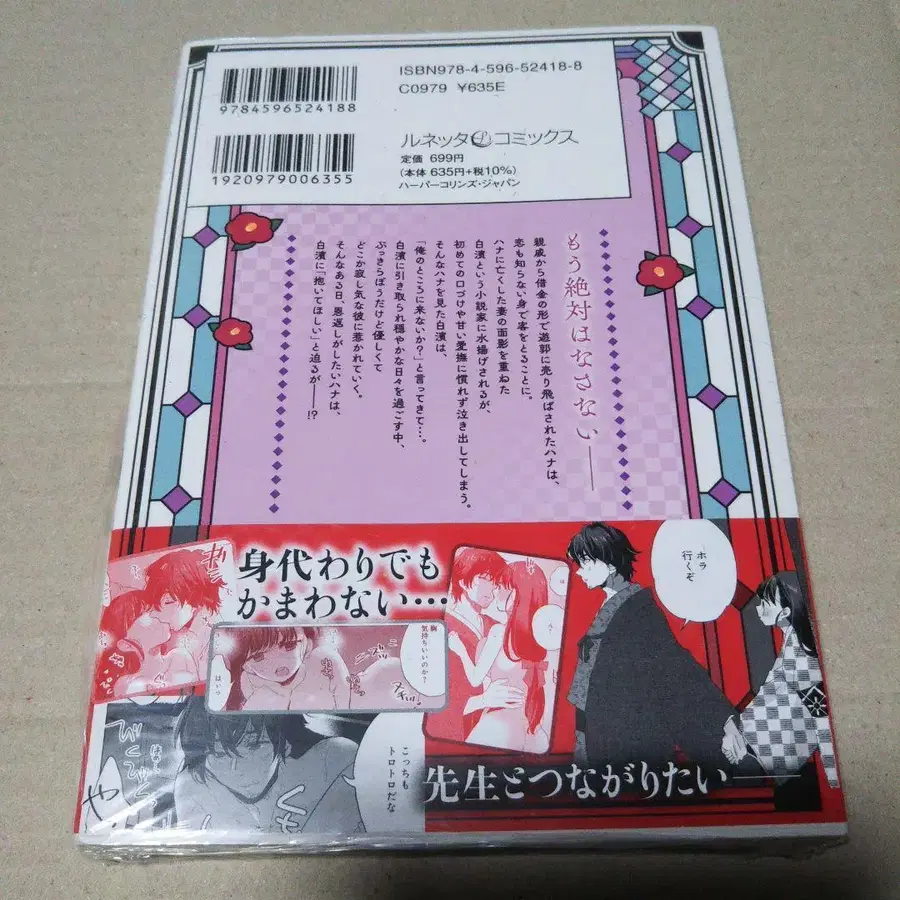 ISBN978-4-596-52418-8
C0979 ¥635E
9784596524188
1920979006355
ルネッタコミックス
定価 699円
(本体 635円+税10%)
ハーパーコリンズ・ジャパン
もう絶対はなさない――
親戚から借金の形で遊郭に売り飛ばされたハナは、
恋も知らない身で客をとることに。
ハナに亡くした妻の面影を重ねた
白濱という小説家に水揚げされるが、
初めての口づけや甘い愛撫に慣れず泣き出してしまう。
そんなハナを見た白濱は、
「俺のところに来ないか?」と言ってきて…。
白濱に引き取られ穏やかな日々を過ごす中、
ぶっきらぼうだけど優しくて
どこか寂し気な彼に惹かれていく。
そんなある日、恩返しがしたいハナは、
白濱に「抱いてほしい」と迫るが――!?
身代わりでも
かまわない…
ホラ
行くぞ
胸
気持ちいいのか?
はいっ
こっちも
トロトロだな
先生とつながりたい――